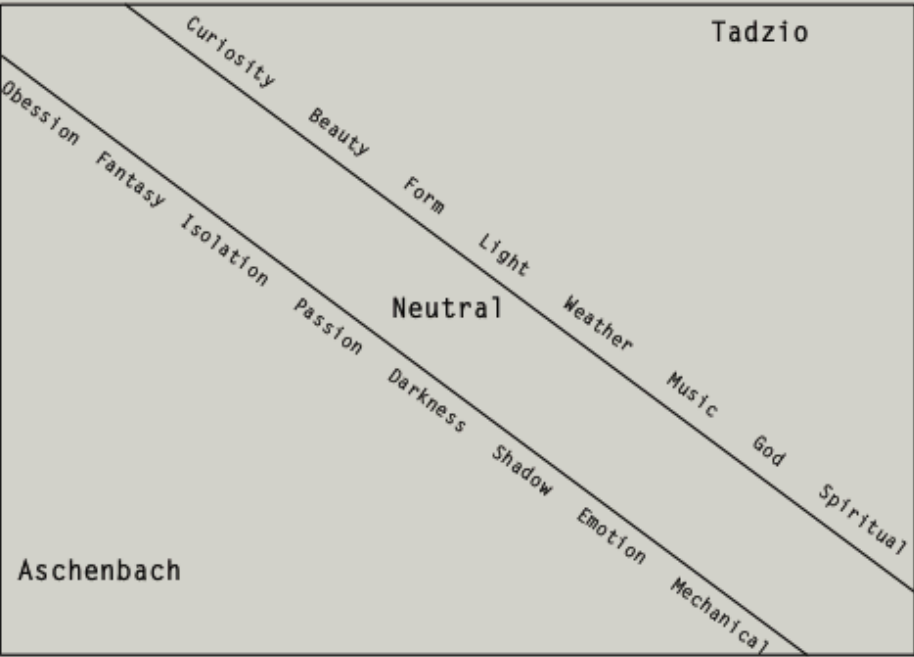 Tadzio
Curiosity Beauty Form Light Weather Music God Spiritual
Neutral
Obession Fantasy Isolation Passion Darkness Shadow Emotion Mechanical
Aschenbach